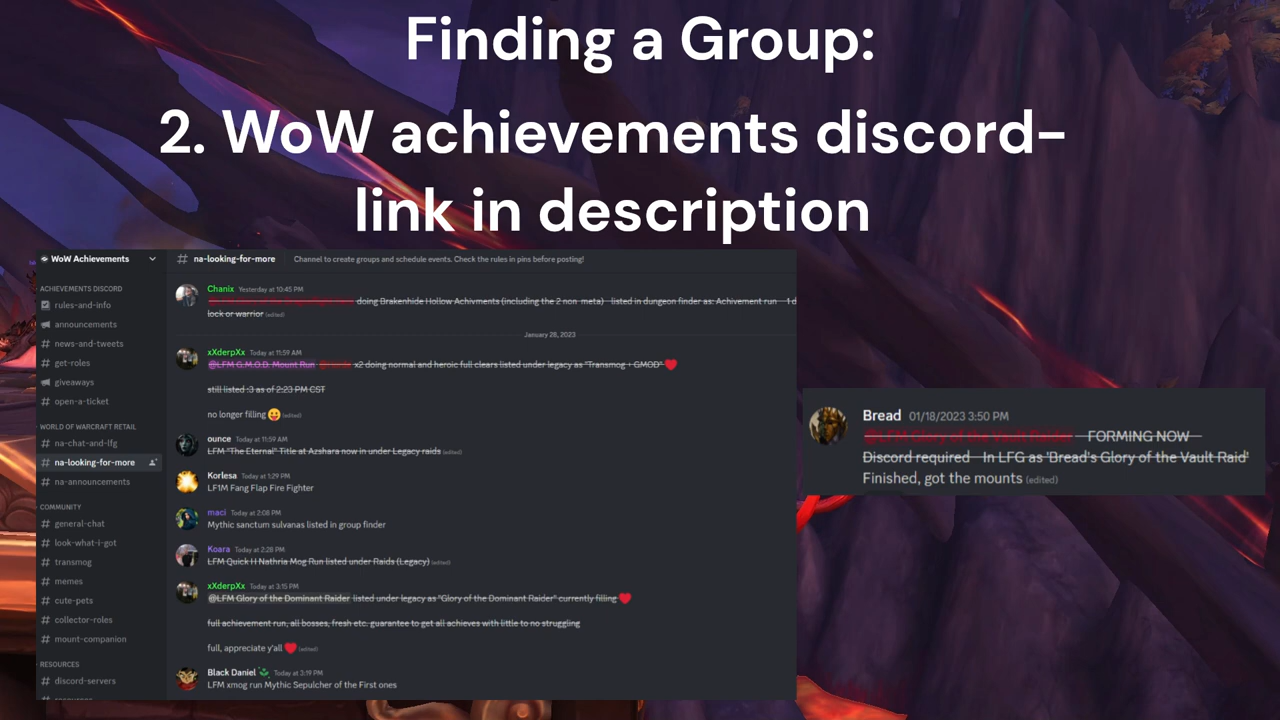 Finding a Group:
2. WoW achievements discord-
link in description
WoW Achievements
ACHIEVEMENTS DISCORD
rules-and-info
announcements
news-and-tweets
get-roles
giveaways
open-a-ticket
WORLD OF WARCRAFT RETAIL
# na-chat-and-lfg
# na-looking-for-more
# na-announcements
COMMUNITY
# general-chat
# look-what-i-got
# transmog
# memes
# cute-pets
# collector-roles
# mount-companion
RESOURCES
# discord-servers
# na-looking-for-more Channel to create groups and schedule events. Check the rules in pins before posting!
Chanix Yesterday at 10:45 PM
doing Brakenhide Hollow Achivments (including the 2 non meta) listed in dungeon finder as: Achivement run 1 d
lock or warrior (edited)
January 28, 2023
xXderpXx Today at 11:59 AM
@LFM G.M.O.D. Mount Run x2 doing normal and heroic full clears listed under legacy as "Transmog + GMOD" ❤️
still listed :3 as of 2:23 PM CST
no longer filling 😝 (edited)
ounce Today at 11:59 AM
LFM "The Eternal" Title at Azshara now in under Legacy raids (edited)
Korlesa Today at 1:29 PM
LF1M Fang Flap Fire Fighter
maci Today at 2:08 PM
Mythic sanctum sulvanas listed in group finder
Koara Today at 2:28 PM
LFM Quick H Nathria Mog Run listed under Raids (Legacy) (edited)
xXderpXx Today at 3:15 PM
@LFM Glory of the Dominant Raider listed under legacy as "Glory of the Dominant Raider" currently filling ❤️
full achievement run, all bosses, fresh etc. guarantee to get all achieves with little to no struggling
full, appreciate y'all ❤️ (edited)
Black Daniel Today at 3:19 PM
LFM xmog run Mythic Sepulcher of the First ones
Bread 01/18/2023 3:50 PM
@LFM Glory of the Vault Raider FORMING NOW
Discord required In LFG as 'Bread's Glory of the Vault Raid'
Finished, got the mounts (edited)